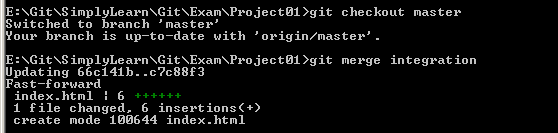 E:\Git\SimplyLearn\Git\Exam\Project01>git checkout master
Switched to branch 'master'
Your branch is up-to-date with 'origin/master'.
E:\Git\SimplyLearn\Git\Exam\Project01>git merge integration
Updating 66c141b..c7c88f3
Fast-forward
index.html | 6 ++++++
1 file changed, 6 insertions(+)
create mode 100644 index.html